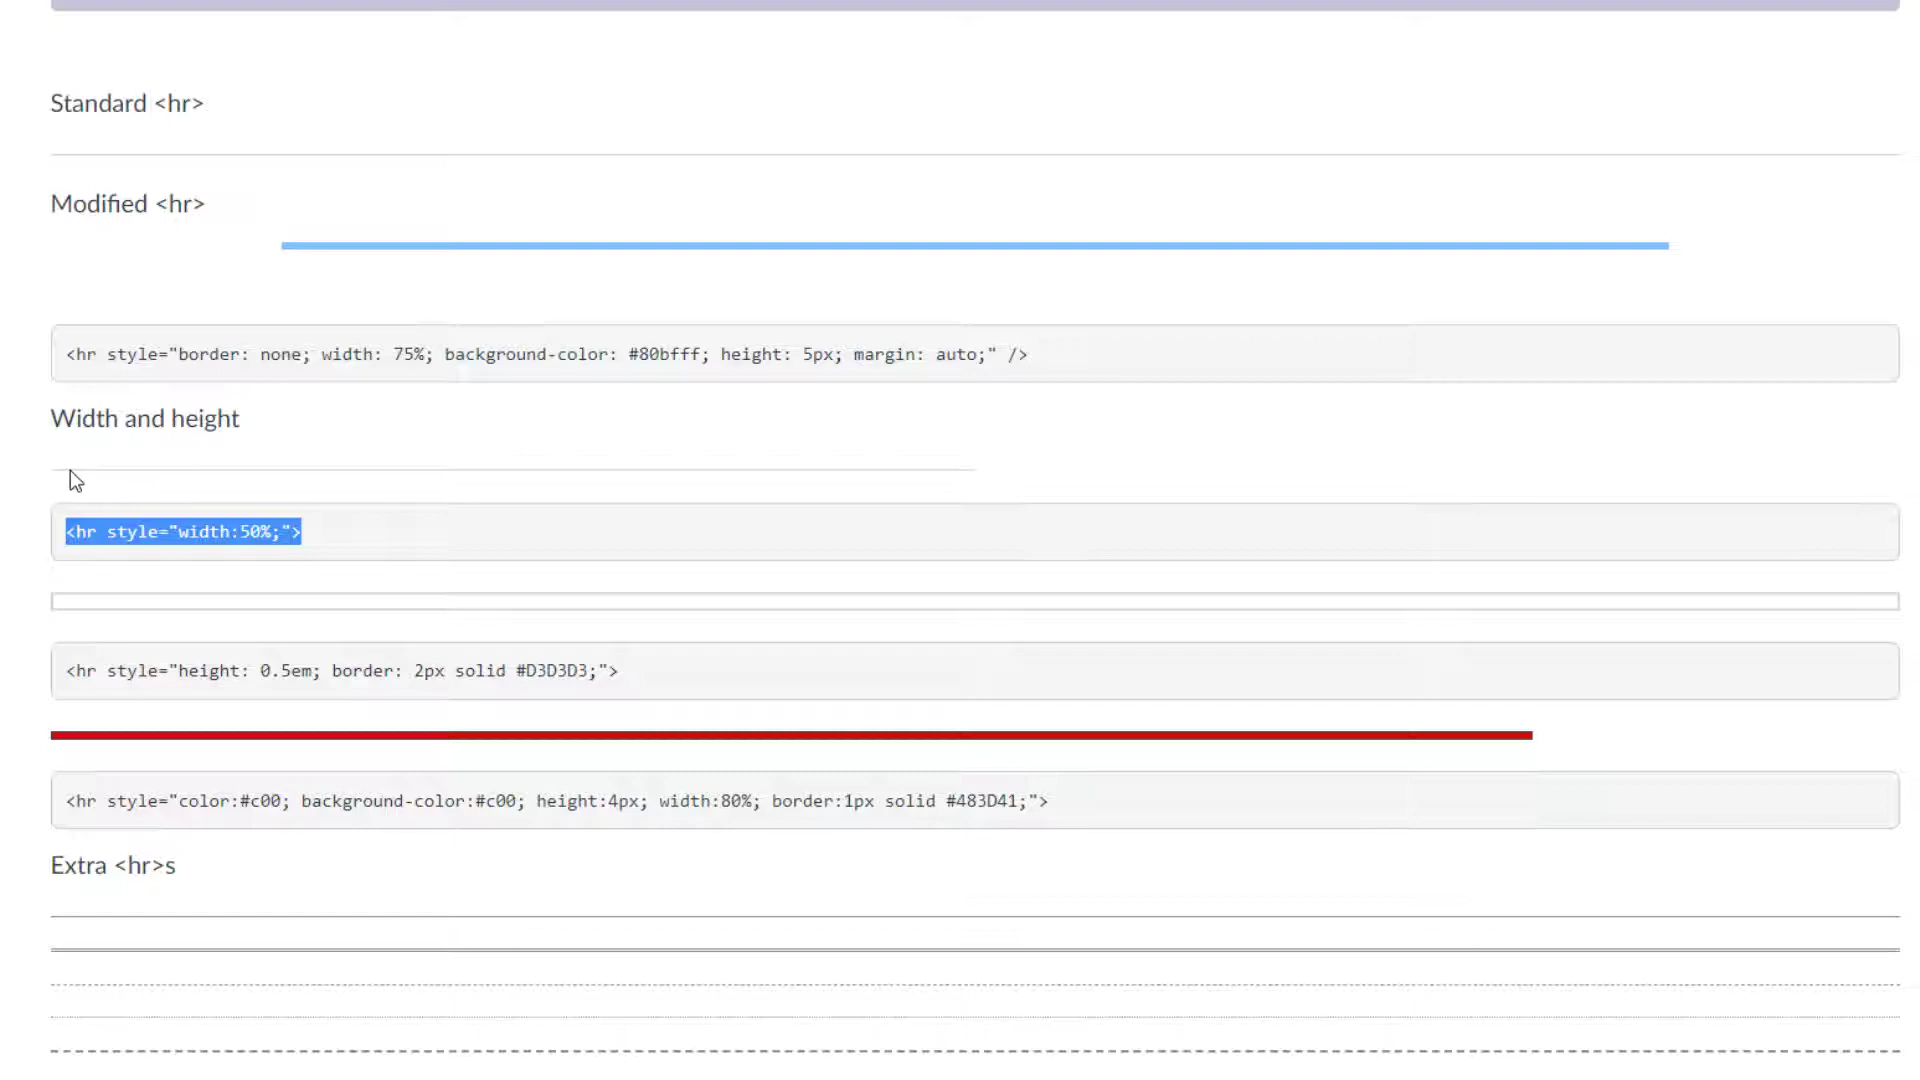 Standard <hr>
Modified <hr>
<hr style="border: none; width: 75%; background-color: #80bfff; height: 5px; margin: auto;" />
Width and height
<hr style="width:50%;">
<hr style="height: 0.5em; border: 2px solid #D3D3D3;">
<hr style="color:#c00; background-color:#c00; height:4px; width:80%; border:1px solid #483D41;">
Extra <hr>s